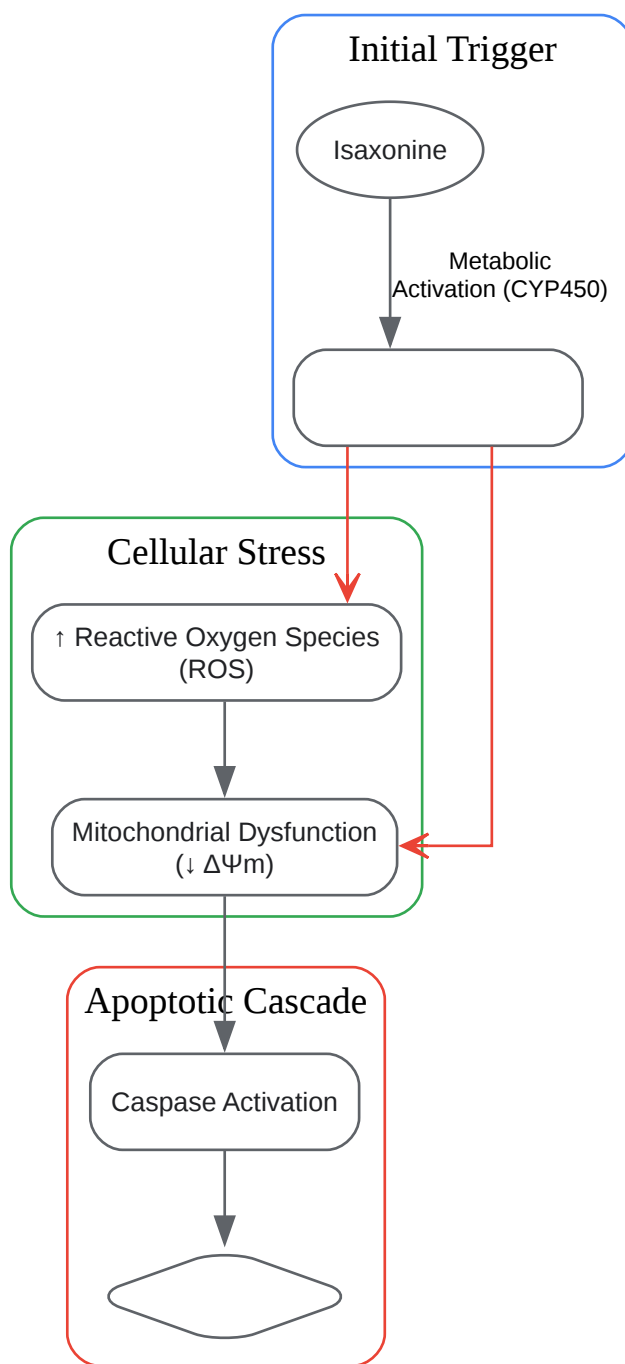 Initial Trigger
Isaxonine
Metabolic
Activation (CYP450)
Cellular Stress
↑ Reactive Oxygen Species
(ROS)
Mitochondrial Dysfunction
(↓ ΔΨm)
Apoptotic Cascade
Caspase Activation